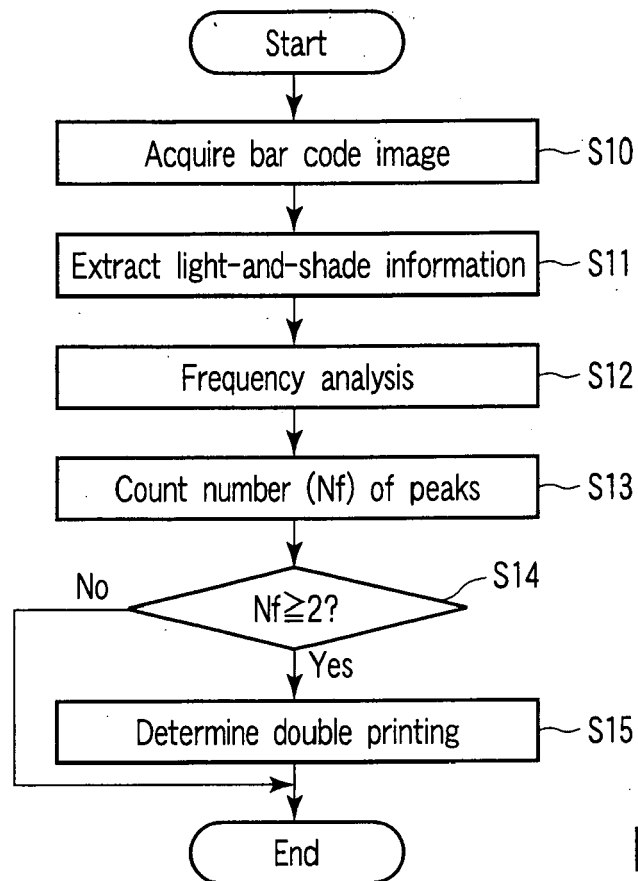 Start
Acquire bar code image S10
Extract light-and-shade information S11
Frequency analysis S12
Count number (Nf) of peaks S13
S14
No
Nf≧2?
Yes
Determine double printing S15
End